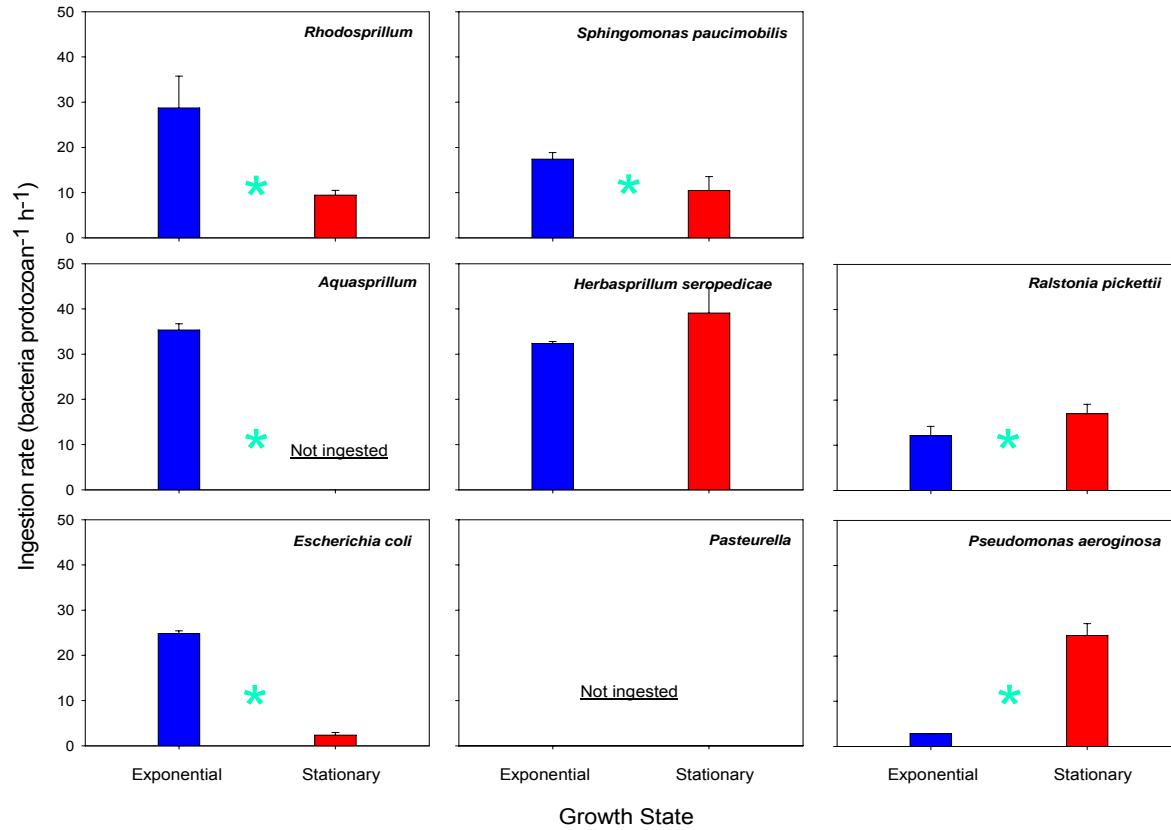 Ingestion rate (bacteria protozoan-1 h-1)
50
40
30
20
10
0
Rhodosprillum
*
Sphingomonas paucimobilis
*
50
40
30
20
10
0
Aquasprillum
*
Not ingested
Herbasprillum seropedicae
Ralstonia pickettii
*
50
40
30
20
10
0
Escherichia coli
*
Pasteurella
Not ingested
Pseudomonas aeroginosa
*
Exponential Stationary
Exponential Stationary
Exponential Stationary
Growth State